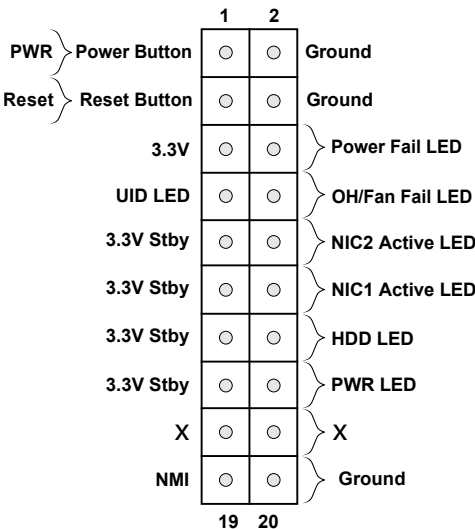 1 2
PWR Power Button Ground
Reset Reset Button Ground
3.3V Power Fail LED
UID LED OH/Fan Fail LED
3.3V Stby NIC2 Active LED
3.3V Stby NIC1 Active LED
3.3V Stby HDD LED
3.3V Stby PWR LED
X X
NMI Ground
19 20